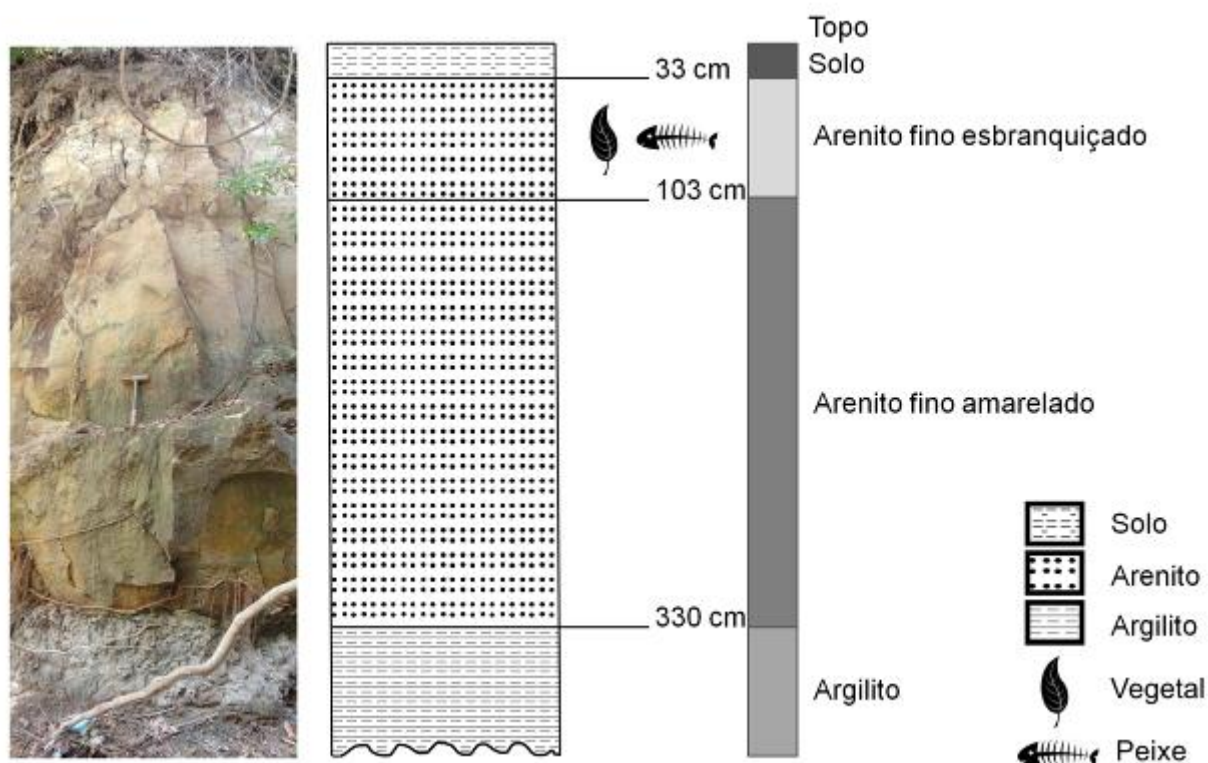 Topo
Solo
33 cm
Arenito fino esbranquiçado
103 cm
Arenito fino amarelado
330 cm
Argilito
Solo
Arenito
Argilito
Vegetal
Peixe